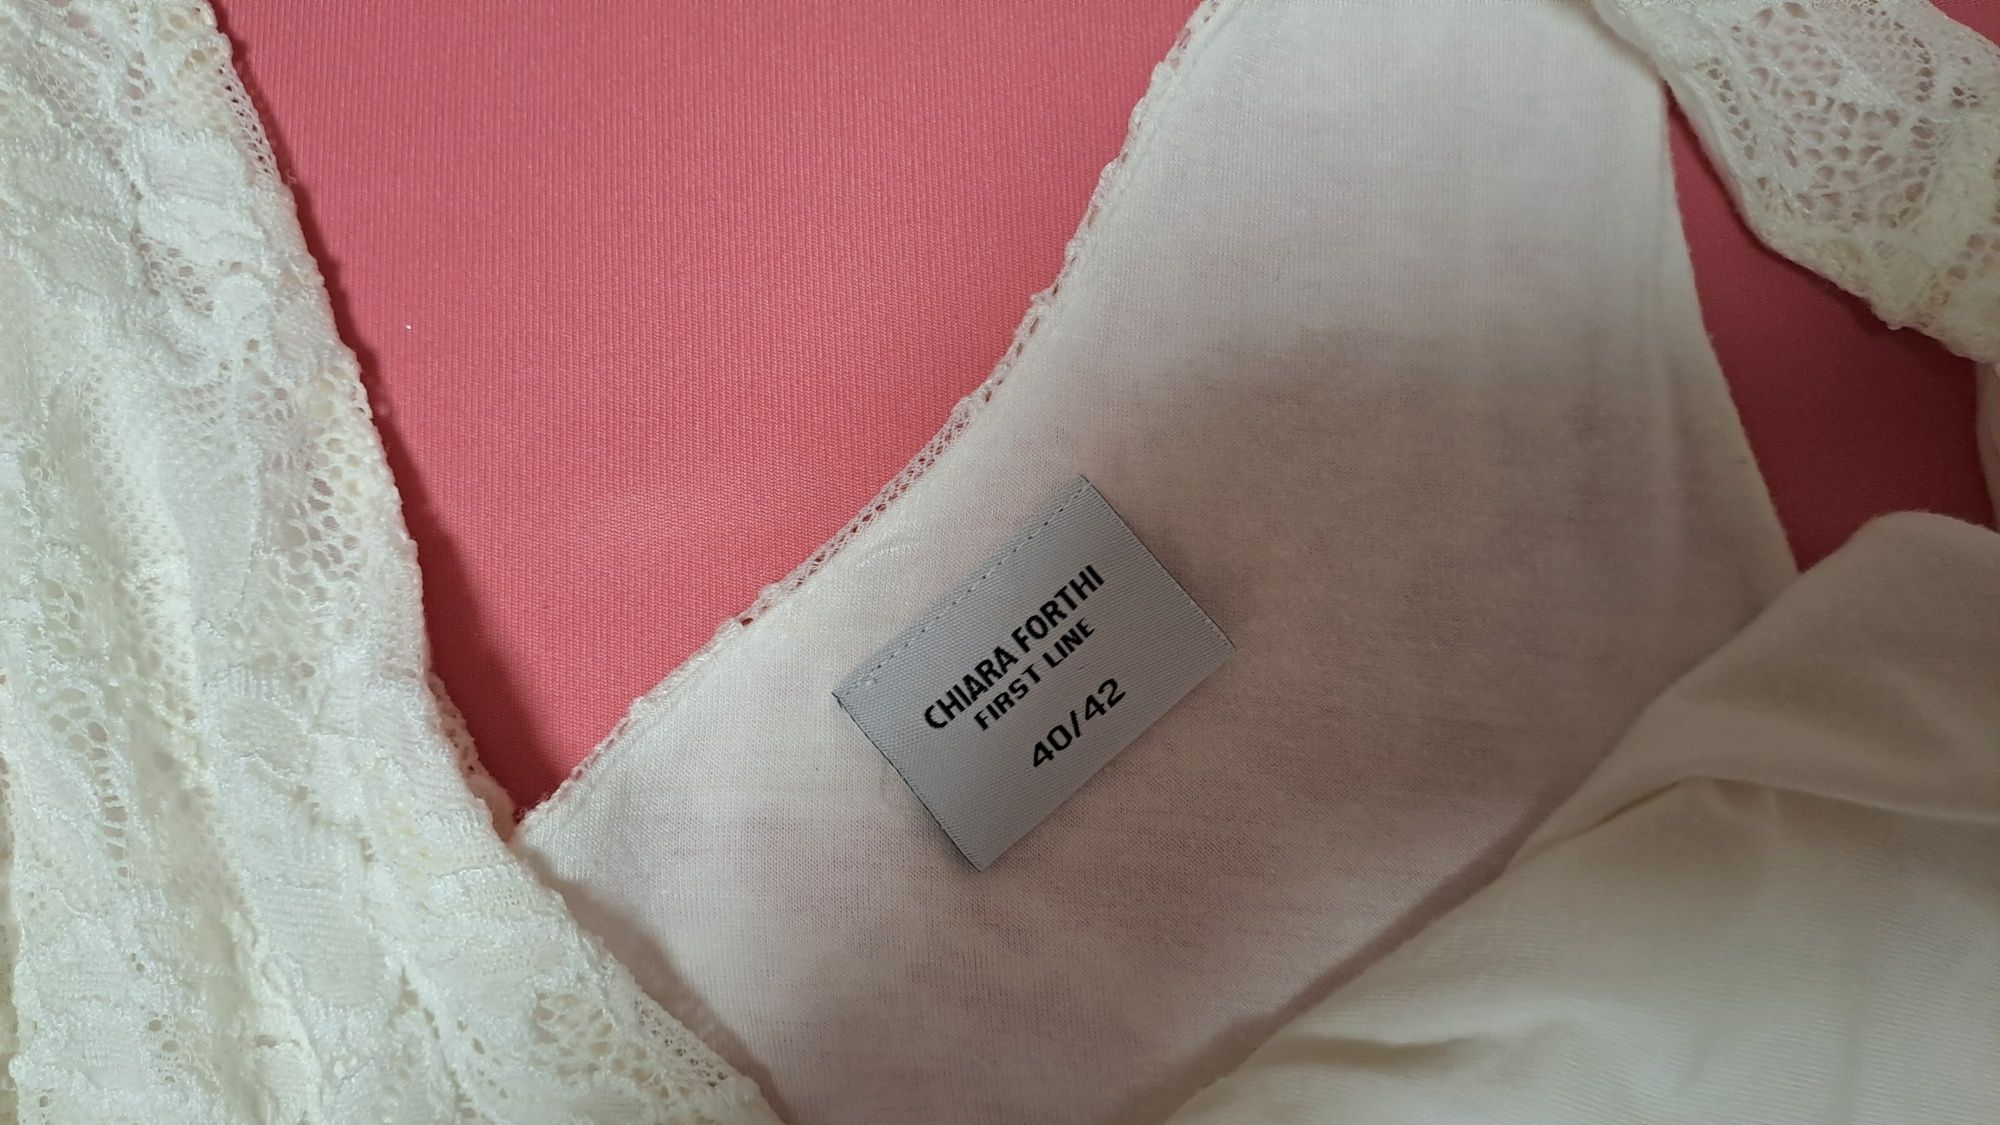 CHIARA FORTHI
FIRST LINE
40/42